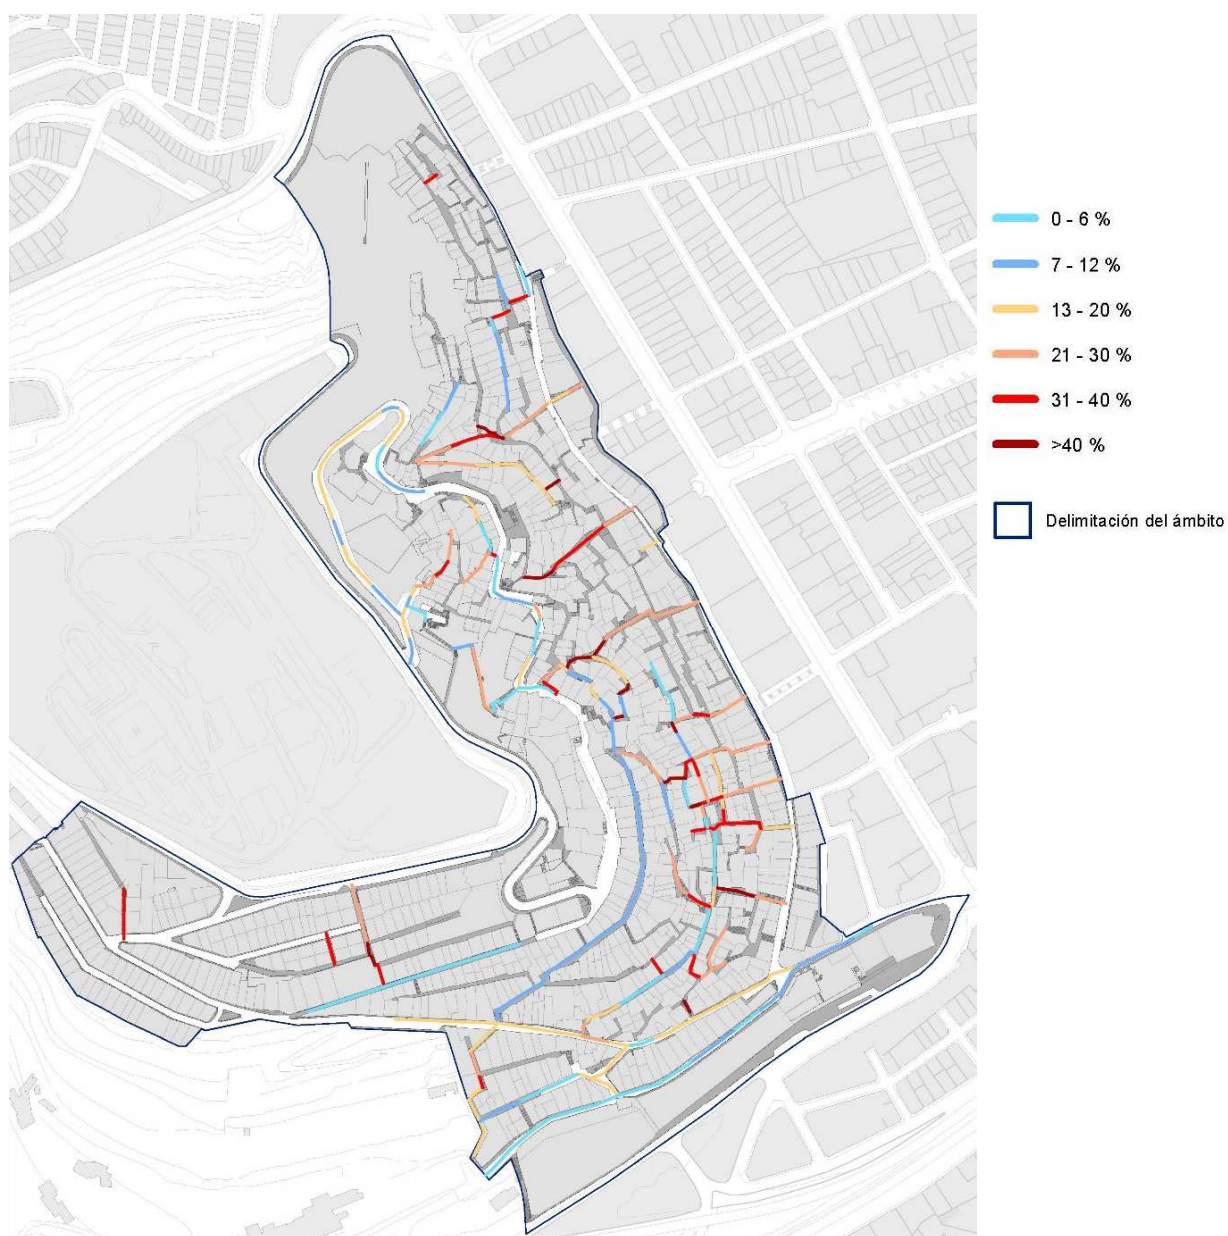 0 - 6 %
7 - 12 %
13 - 20 %
21 - 30 %
31 - 40 %
>40 %
Delimitación del ámbito